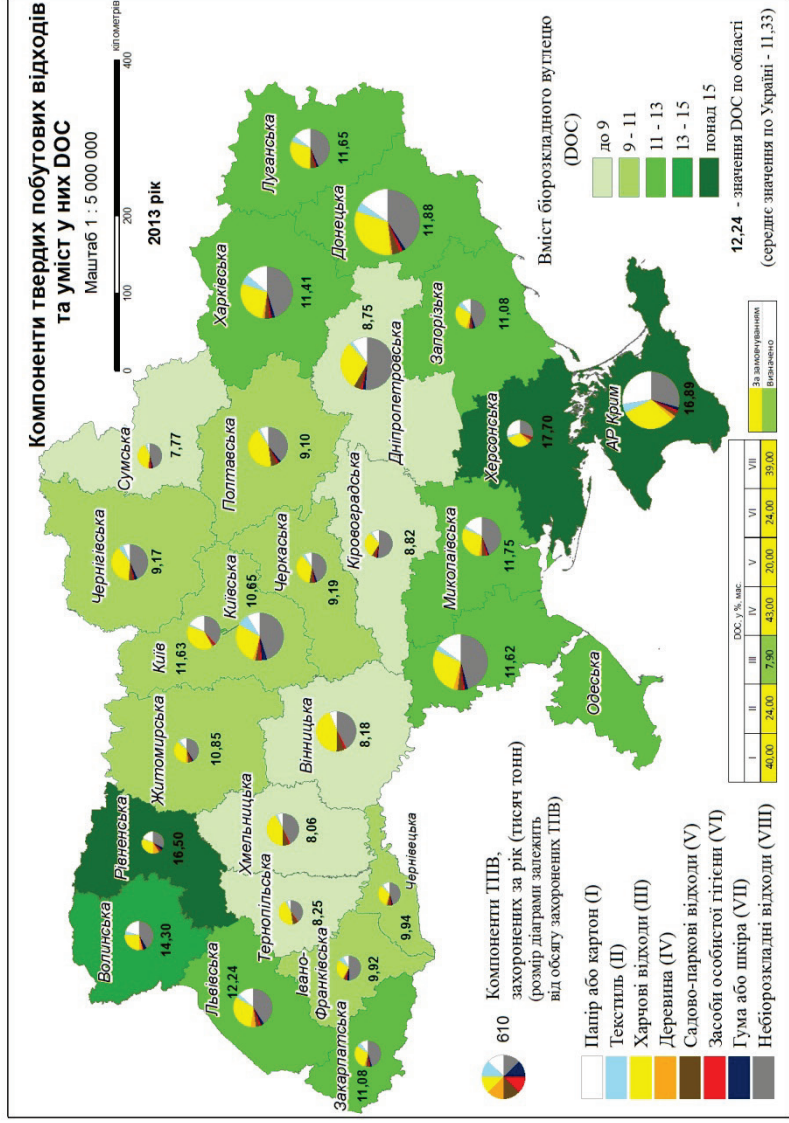 Компоненти твердих побутових відходів
та уміст у них DOC
Маштаб 1 : 5 000 000
кілометрів
0
100
200
400
2013 рік
Волинська
14,30
Рівненська
16,50
Житомирська
10,85
Київ
11,63
Київська
10,65
Чернігівська
9,17
Сумська
7,77
Львівська
12,24
Тернопільська
8,25
Хмельницька
8,06
Вінницька
8,18
Черкаська
9,19
Полтавська
9,10
Харківська
11,41
Луганська
11,65
Закарпатська
11,08
Івано-
Франківська
9,92
Чернівецька
9,94
Кіровоградська
8,82
Дніпропетровська
8,75
Донецька
11,88
Одеська
11,62
Миколаївська
11,75
Херсонська
17,70
Запорізька
11,08
АР Крим
16,89
610
Компоненти ТПВ,
захоронених за рік (тисяч тонн)
(розмір діаграми залежить
від обсягу захоронених ТПВ)
Папір або картон (I)
Текстиль (II)
Харчові відходи (III)
Деревина (IV)
Садово-паркові відходи (V)
Засоби особистої гігієни (VI)
Гума або шкіра (VII)
Небіорозкладні відходи (VIII)
DOC, у %, мас.
I II III IV V VI VII
40,00 24,00 7,90 43,00 20,00 24,00 39,00
За замовчуванням
Визначено
Вміст біорозкладного вуглецю
(DOC)
до 9
9 - 11
11 - 13
13 - 15
понад 15
12,24 - значення DOC по області
(середнє значення по Україні - 11,33)